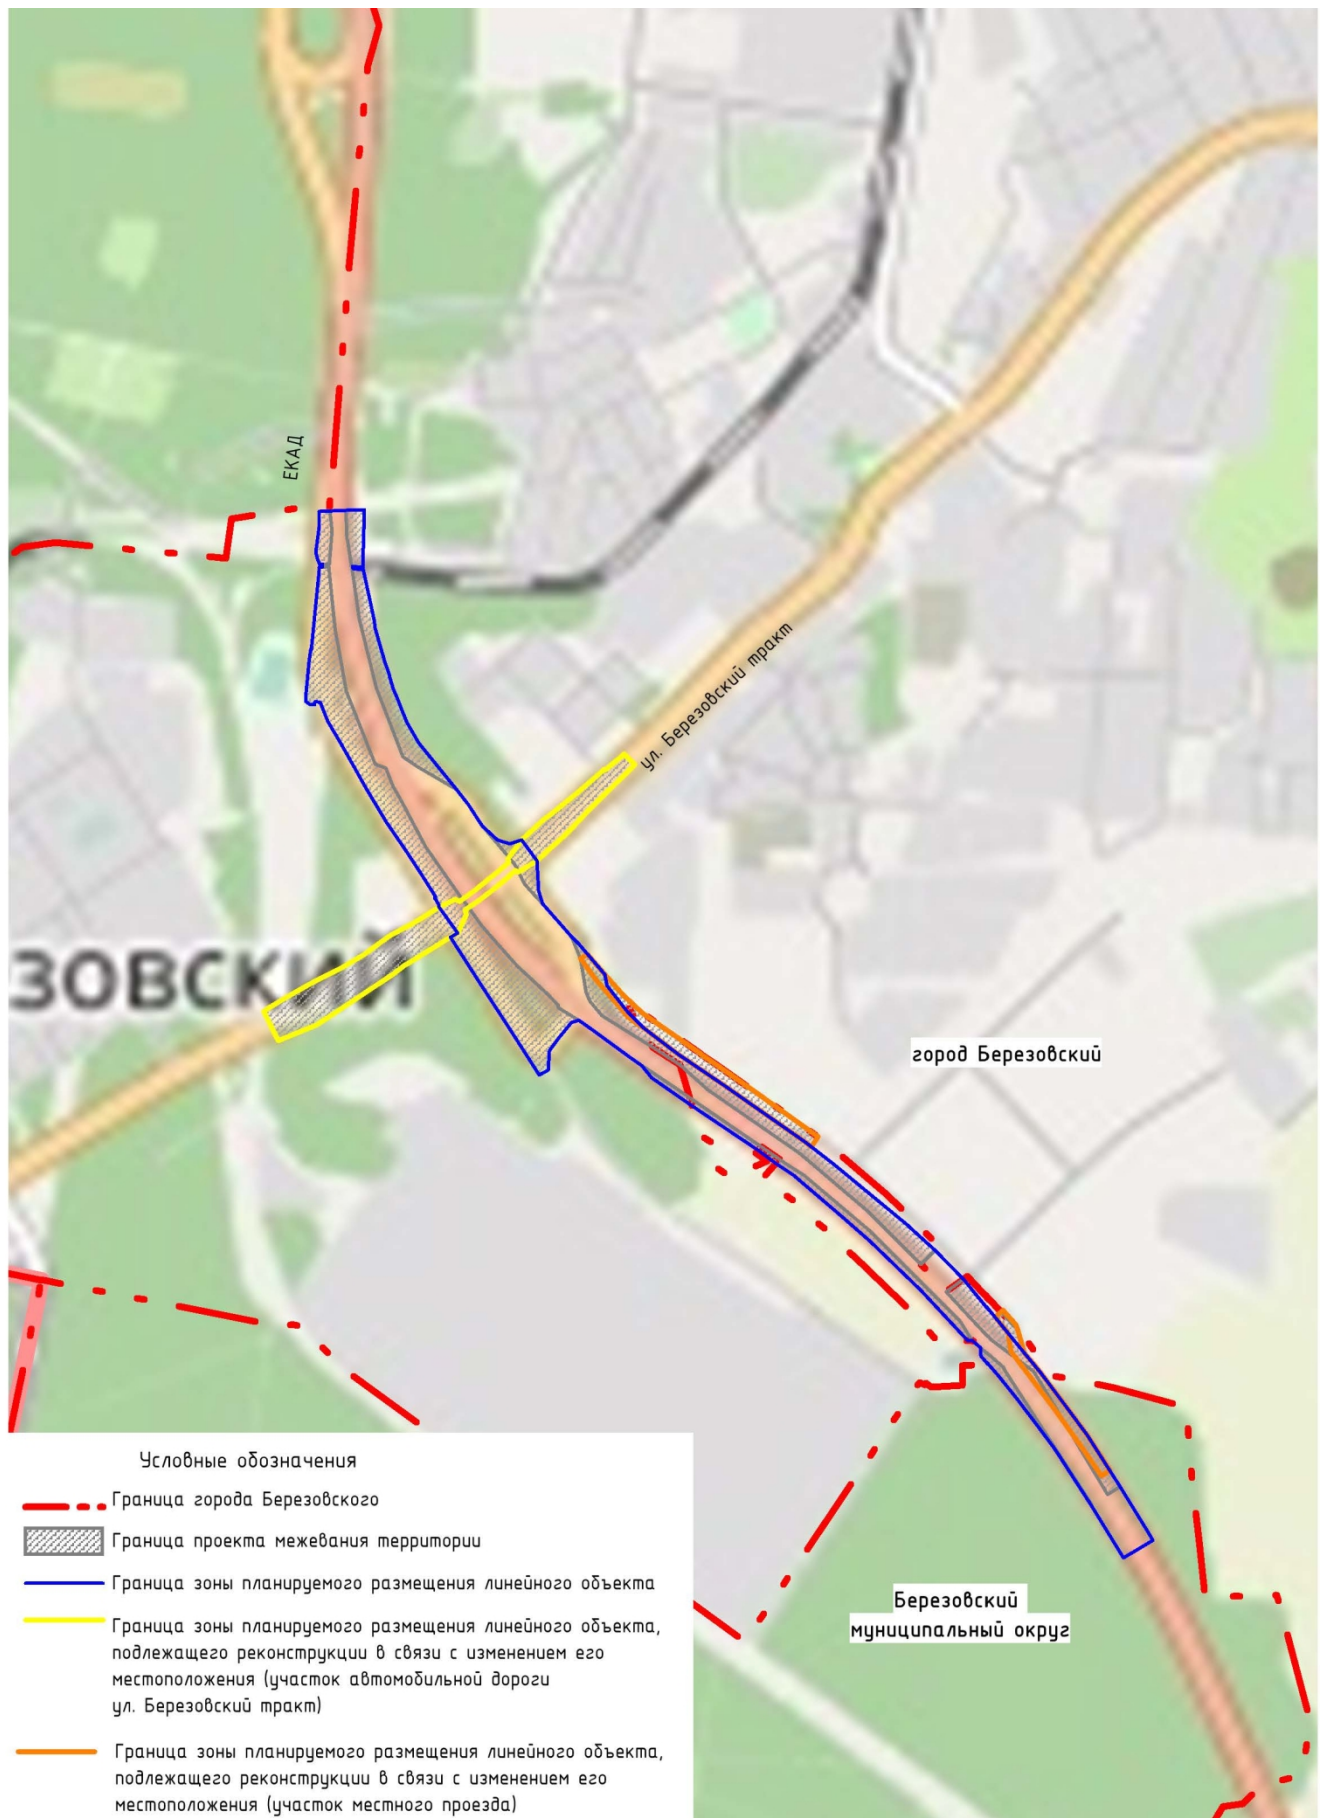 ЕКАД
ул. Березовский тракт
ЗОВСКИЙ
город Березовский
Березовский
муниципальный округ
Условные обозначения
Граница города Березовского
Граница проекта межевания территории
Граница зоны планируемого размещения линейного объекта
Граница зоны планируемого размещения линейного объекта,
подлежащего реконструкции в связи с изменением его
местоположения (участок автомобильной дороги
ул. Березовский тракт)
Граница зоны планируемого размещения линейного объекта,
подлежащего реконструкции в связи с изменением его
местоположения (участок местного проезда)